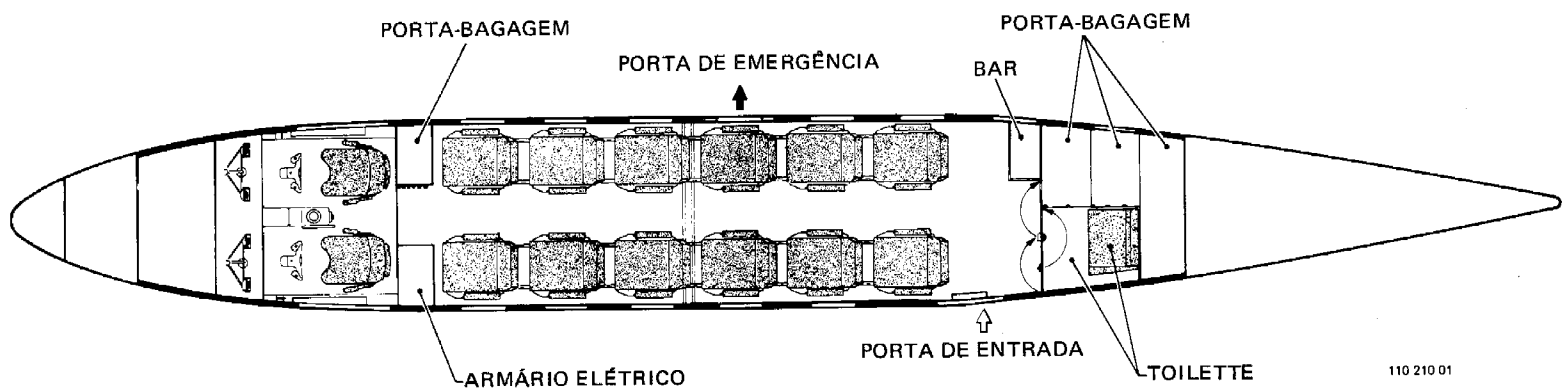 PORTA-BAGAGEM
PORTA-BAGAGEM
PORTA DE EMERGÊNCIA
BAR
PORTA DE ENTRADA
ARMÁRIO ELÉTRICO
TOILETTE
110 210 01